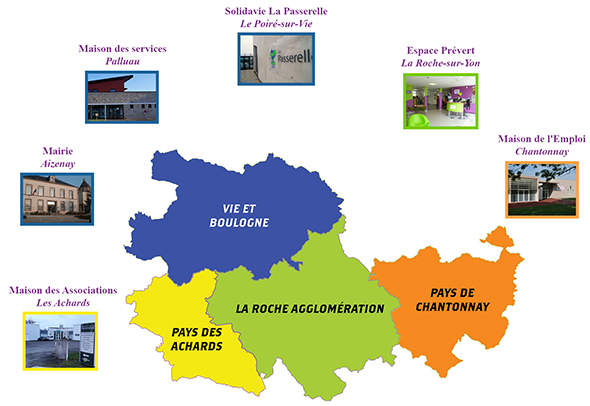 Solidavie La Passerelle
Le Poiré-sur-Vie
Passerelle
Maison des services
Palluau
Espace Prévert
La Roche-sur-Yon
Maison de l'Emploi
Chantonnay
Mairie
Aizenay
VIE ET
BOULOGNE
Maison des Associations
Les Achards
LA ROCHE AGGLOMÉRATION
PAYS DE
CHANTONNAY
PAYS DES
ACHARDS